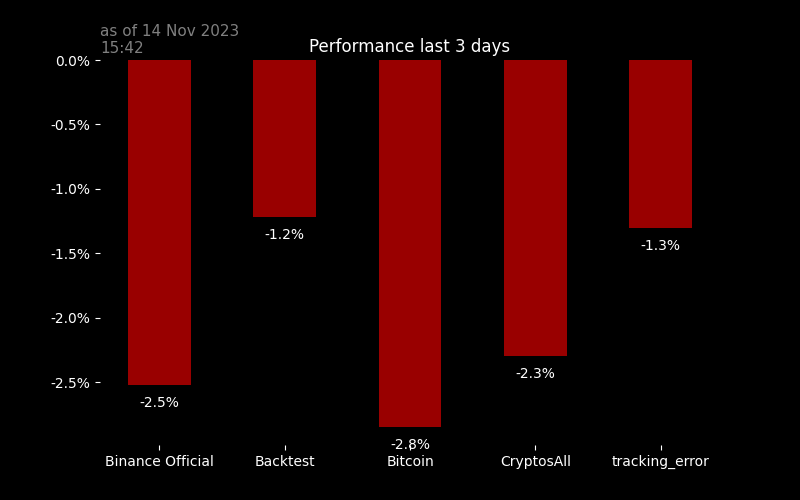 as of 14 Nov 2023
15:42
Performance last 3 days
0.0%
-0.5%
-1.0%
-1.5%
-2.0%
-2.5%
-2.5%
-1.2%
-2.8%
-2.3%
-1.3%
Binance Official
Backtest
Bitcoin
CryptosAll
tracking_error